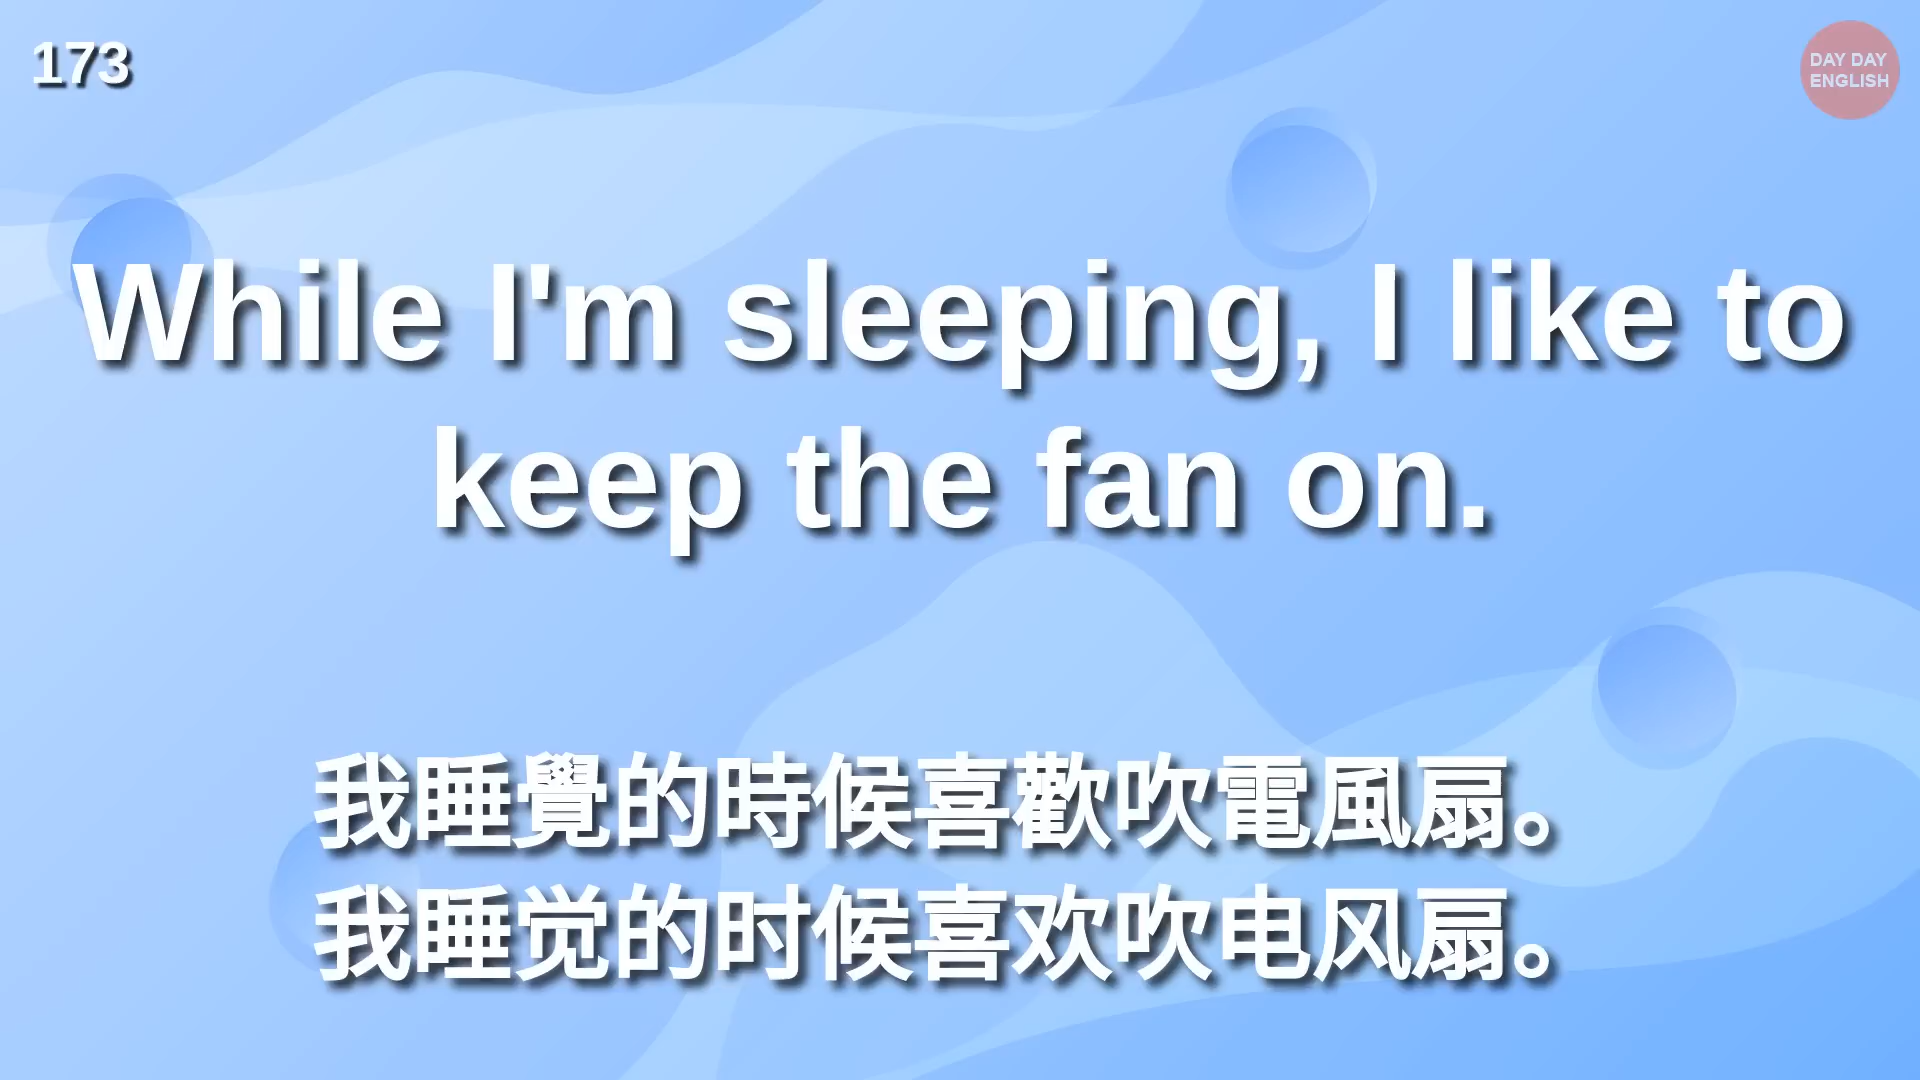 173
DAY DAY
ENGLISH
While I'm sleeping, I like to
keep the fan on.
我睡覺的時候喜歡吹電風扇。
我睡觉的时候喜欢吹电风扇。